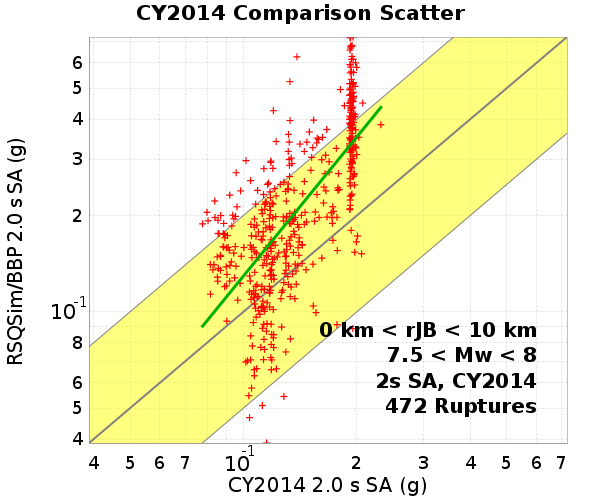 CY2014 Comparison Scatter
RSQSim/BBP 2.0 s SA (g)
6
5
4
3
2
10-1
8
6
5
4
0 km < rJB < 10 km
7.5 < Mw < 8
2s SA, CY2014
472 Ruptures
4 5 6 7 10-1 2 3 4 5 6 7
CY2014 2.0 s SA (g)